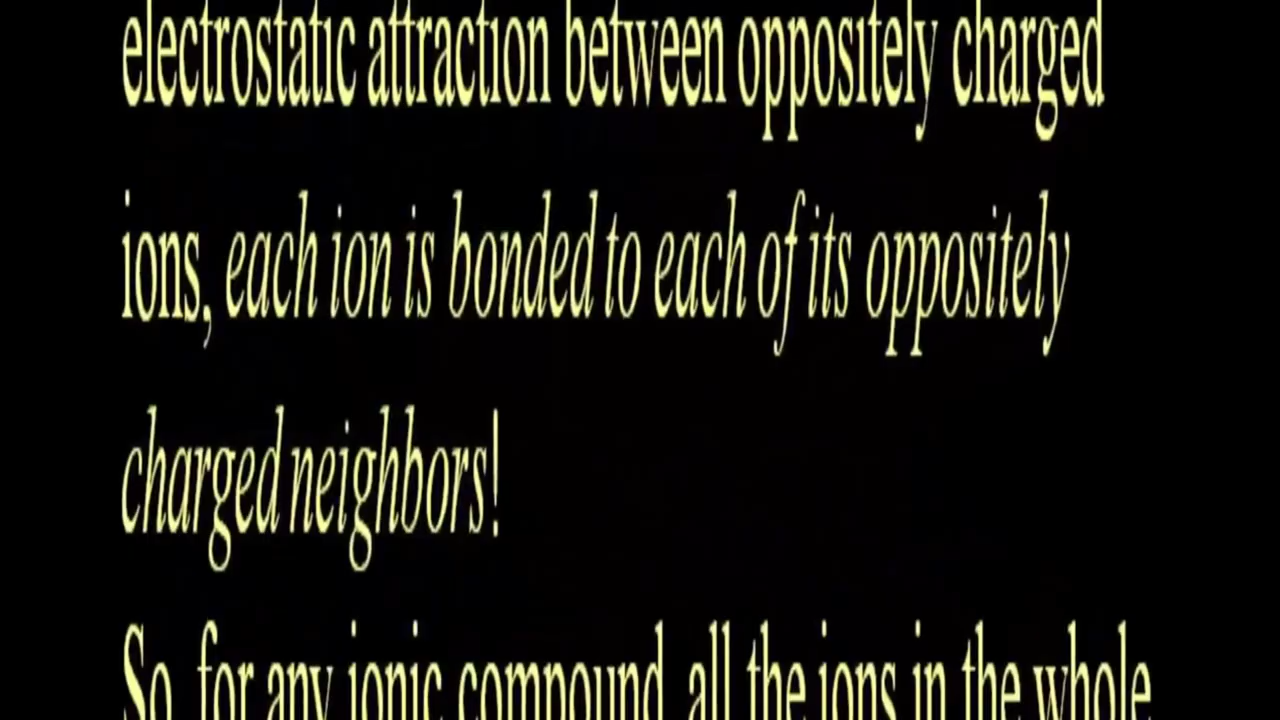 electrostatic attraction between oppositely charged
ions, each ion is bonded to each of its oppositely
charged neighbors!
So, for any ionic compound, all the ions in the whole